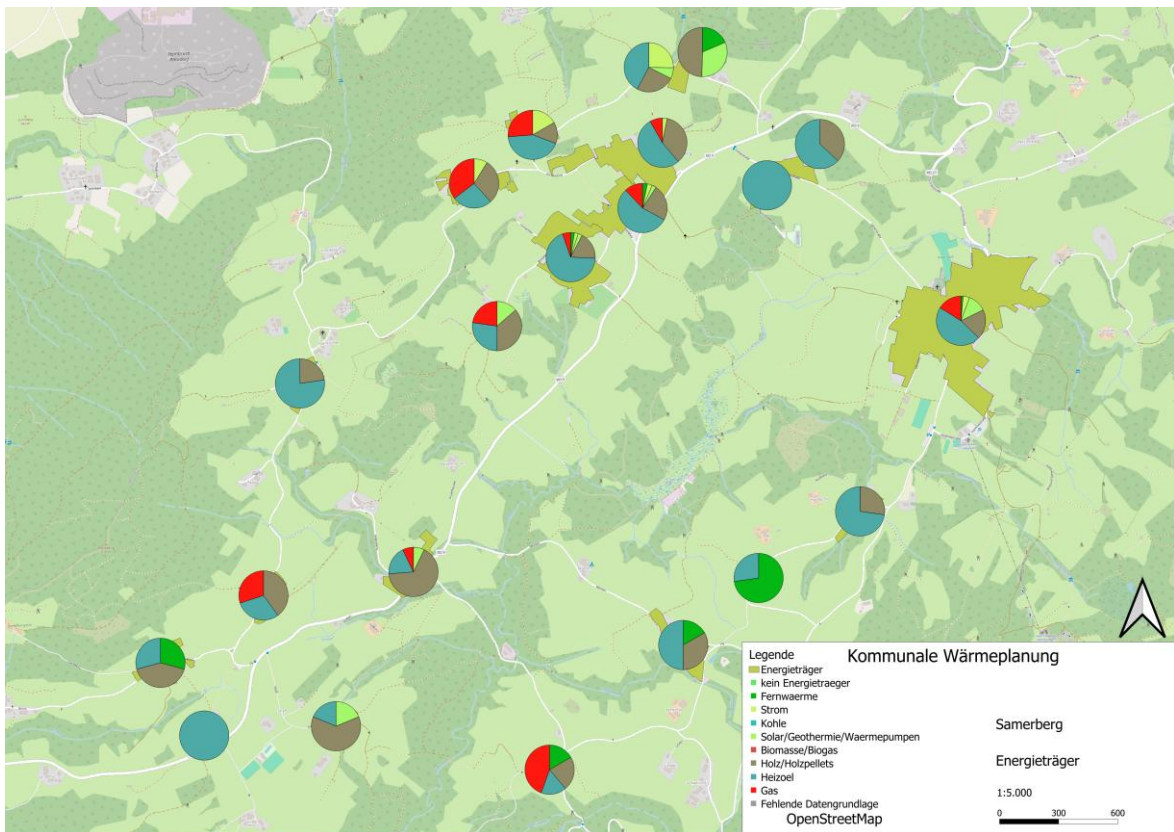 Legende
Kommunale Wärmeplanung
Energieträger
kein Energietraeger
Fernwaerme
Strom
Kohle
Solar/Geothermie/Waermepumpen
Biomasse/Biogas
Holz/Holzpellets
Heizoel
Gas
Fehlende Datengrundlage
OpenStreetMap
Samerberg
Energieträger
1:5.000
0 300 600